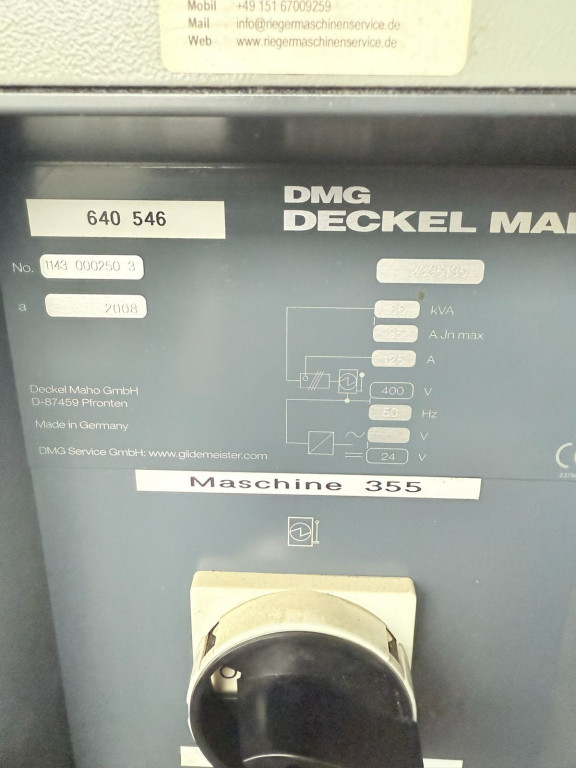 Mobil +49 151 67009259
Mail info@riegermaschinenservice.de
Web www.riegermaschinenservice.de
640 546
DMG
DECKEL MA
No. 1143 000250 3
a 2008
kVA
A Jn max
125 A
400 V
50 Hz
V
24 V
Deckel Maho GmbH
D-87459 Pfronten
Made in Germany
DMG Service GmbH: www.gildemeister.com
CE
Maschine 355